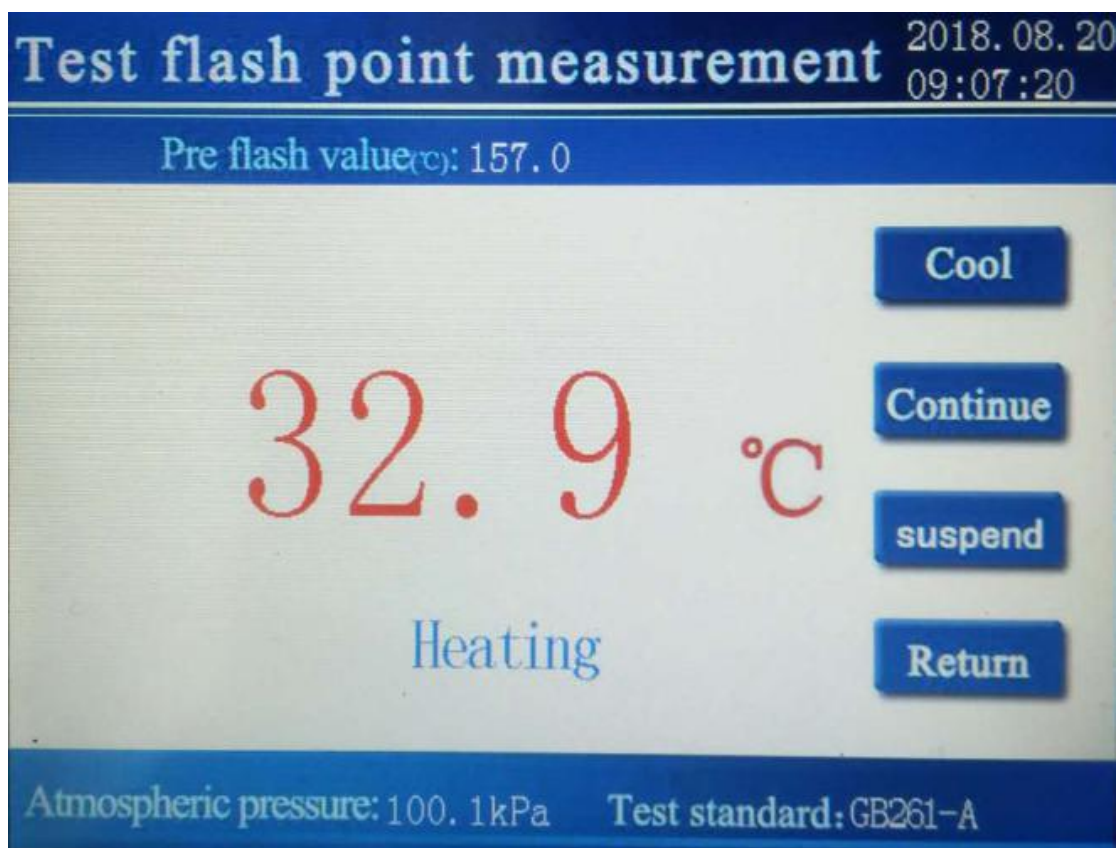 Test flash point measurement
2018.08.20
09:07:20
Pre flash value(℃): 157.0
Cool
Continue
32.9 ℃
suspend
Heating
Return
Atmospheric pressure: 100.1kPa
Test standard: GB261-A